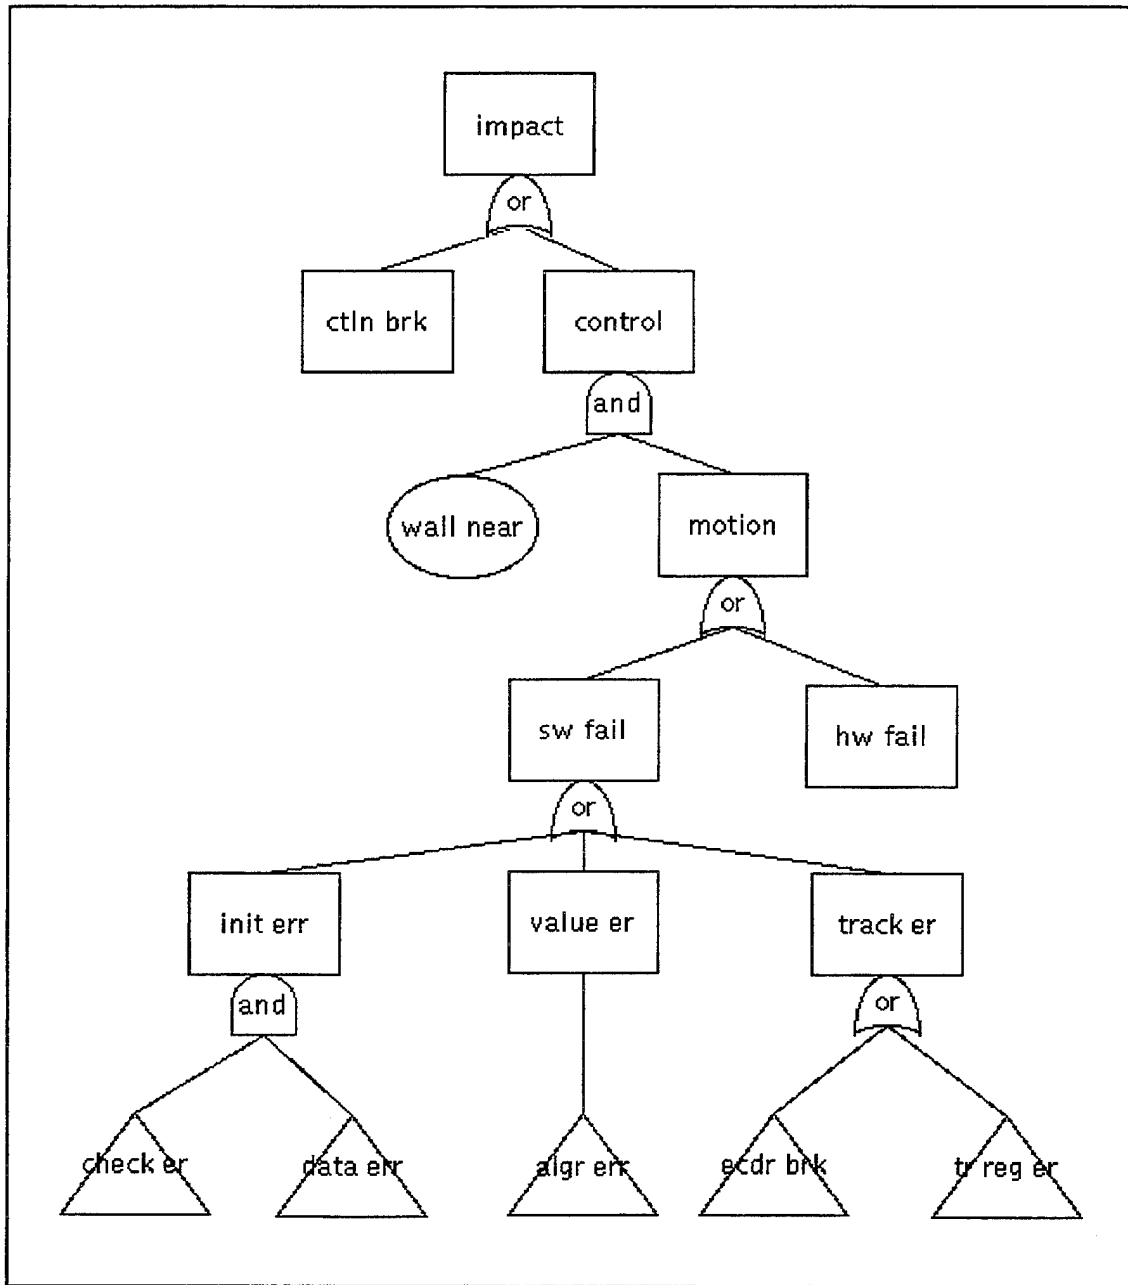 impact
or
ctln brk
control
and
wall near
motion
or
sw fail
hw fail
or
init err
value er
track er
and
or
check er
data err
algr err
ecdr brk
tr reg er